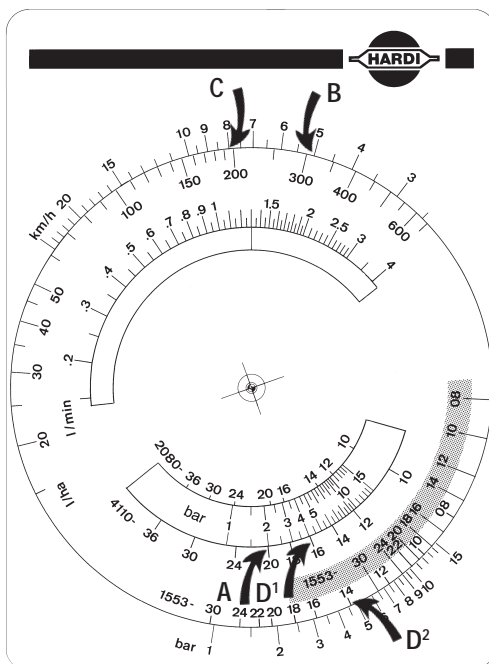 HARDI
C
B
km/h 20 15 10 9 8 7 6 5 4 3
l/ha 20 30 40 50 100 150 200 300 400 600
l/min .2 .3 .4 .5 .6 .7 .8 .9 1 1.5 2 2.5 3 4
2080- 36 30 24 20 16 14 12 10
bar 1 2 3 4 5 10 15
4110- 36 30 24 20 16 14 12 10
1553- 30 24 22 20 18 16 14 12 10 08
A
D1
1553- 30 24 22 20 18 16 14 12 10 08
bar 1 2 3 4 5 6 7 8 9 10 15
D2